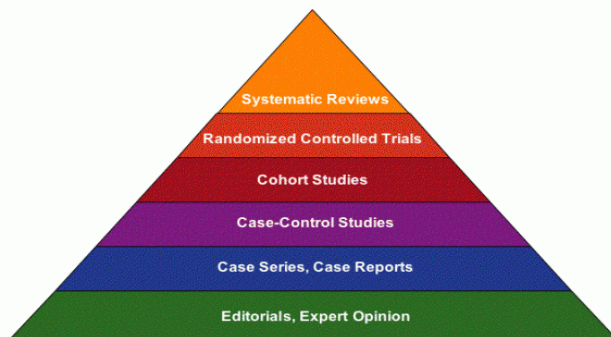 Systematic Reviews
Randomized Controlled Trials
Cohort Studies
Case-Control Studies
Case Series, Case Reports
Editorials, Expert Opinion